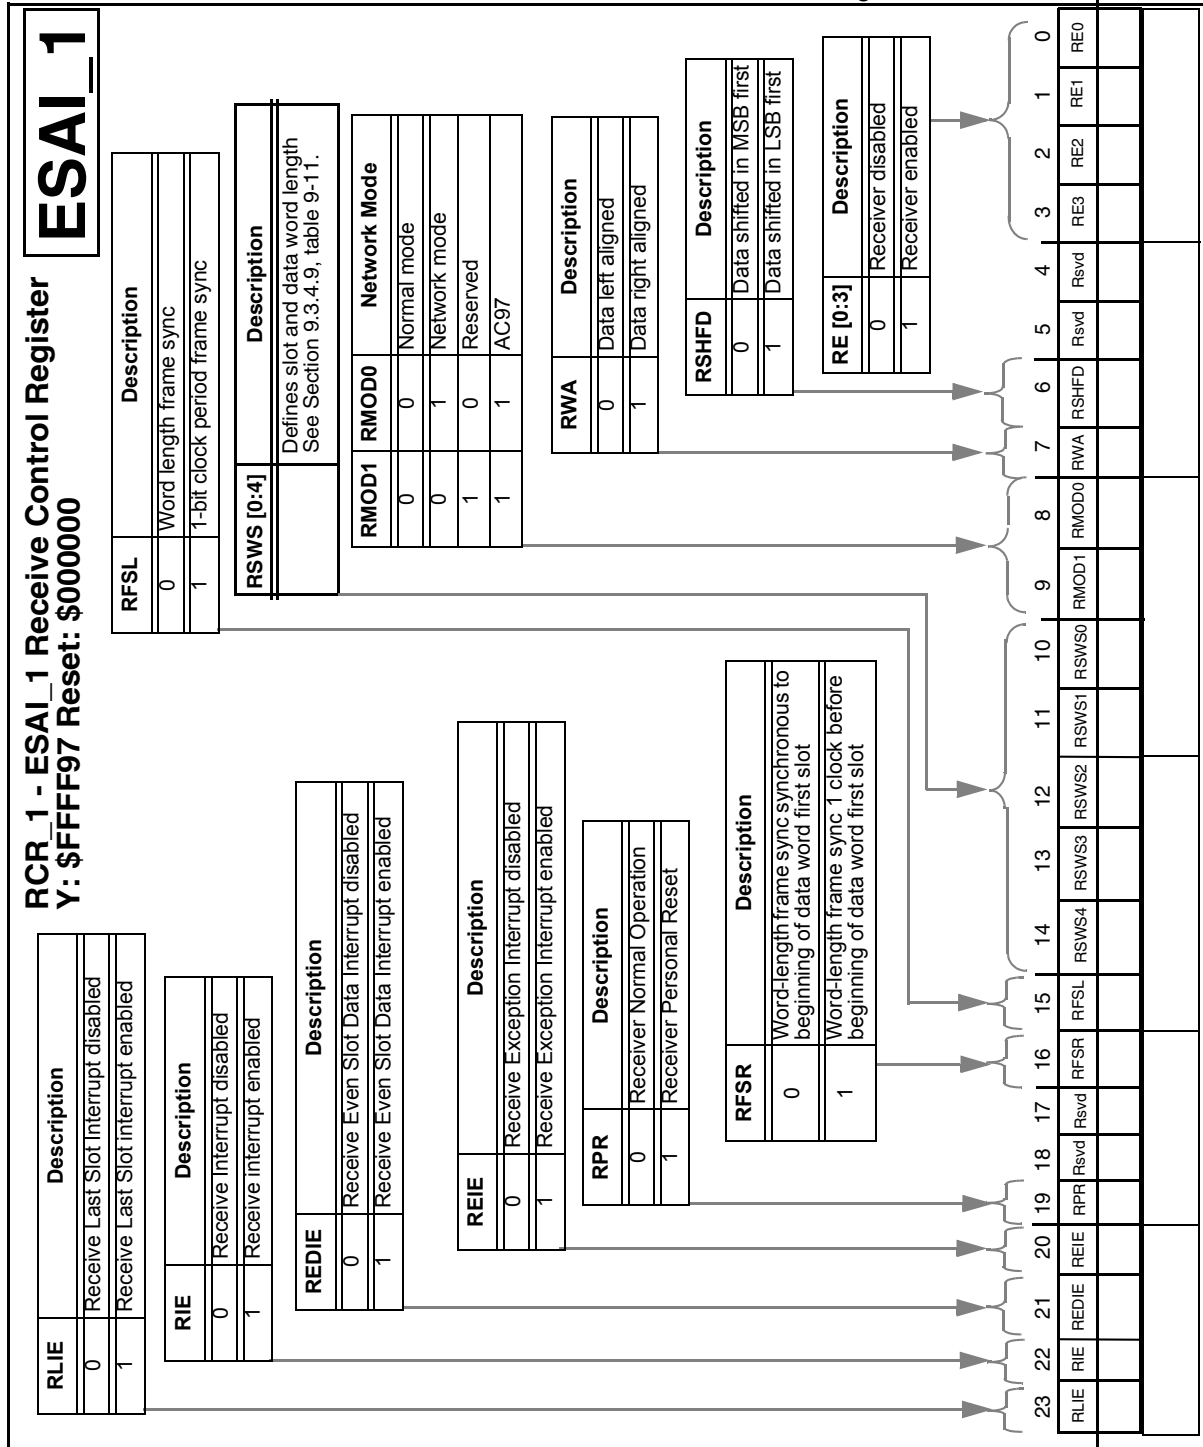 RCR_1 - ESAI_1 Receive Control Register
Y: $FFFF97 Reset: $000000
ESAI_1
RLIE Description
0 Receive Last Slot Interrupt disabled
1 Receive Last Slot interrupt enabled
RIE Description
0 Receive Interrupt disabled
1 Receive interrupt enabled
REDIE Description
0 Receive Even Slot Data Interrupt disabled
1 Receive Even Slot Data Interrupt enabled
REIE Description
0 Receive Exception Interrupt disabled
1 Receive Exception Interrupt enabled
RPR Description
0 Receiver Normal Operation
1 Receiver Personal Reset
RFSR Description
0 Word-length frame sync synchronous to
beginning of data word first slot
1 Word-length frame sync 1 clock before
beginning of data word first slot
RFSL Description
0 Word length frame sync
1 1-bit clock period frame sync
RSWS [0:4] Description
Defines slot and data word length
See Section 9.3.4.9, table 9-11.
RMOD1 RMOD0 Network Mode
0 0 Normal mode
0 1 Network mode
1 0 Reserved
1 1 AC97
RWA Description
0 Data left aligned
1 Data right aligned
RSHFD Description
0 Data shifted in MSB first
1 Data shifted in LSB first
RE [0:3] Description
0 Receiver disabled
1 Receiver enabled
23 22 21 20 19 18 17 16 15 14 13 12 11 10 9 8 7 6 5 4 3 2 1 0
RLIE RIE REDIE REIE RPR Rsvd Rsvd RFSR RFSL RSWS4 RSWS3 RSWS2 RSWS1 RSWS0 RMOD1 RMOD0 RWA RSHFD Rsvd Rsvd RE3 RE2 RE1 RE0